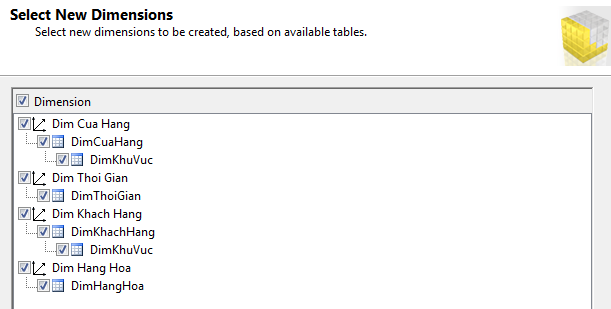 Select New Dimensions
Select new dimensions to be created, based on available tables.
Dimension
Dim Cua Hang
DimCuaHang
DimKhuVuc
Dim Thoi Gian
DimThoiGian
Dim Khach Hang
DimKhachHang
DimKhuVuc
Dim Hang Hoa
DimHangHoa